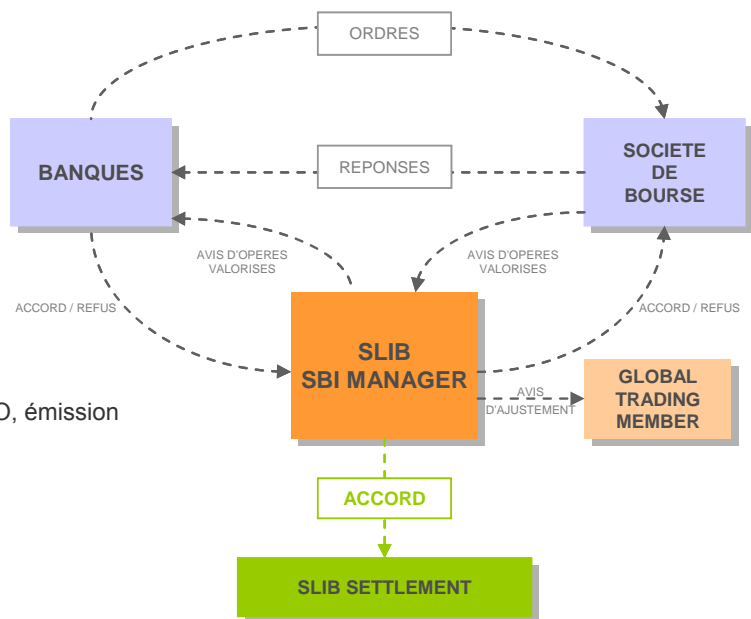 ORDRES
BANQUES
REPONSES
SOCIETE
DE
BOURSE
AVIS D'OPERES
VALORISES
AVIS D'OPERES
VALORISES
ACCORD / REFUS
SLIB
SBI MANAGER
ACCORD / REFUS
AVIS
D'AJUSTEMENT
GLOBAL
TRADING
MEMBER
, émission
ACCORD
SLIB SETTLEMENT